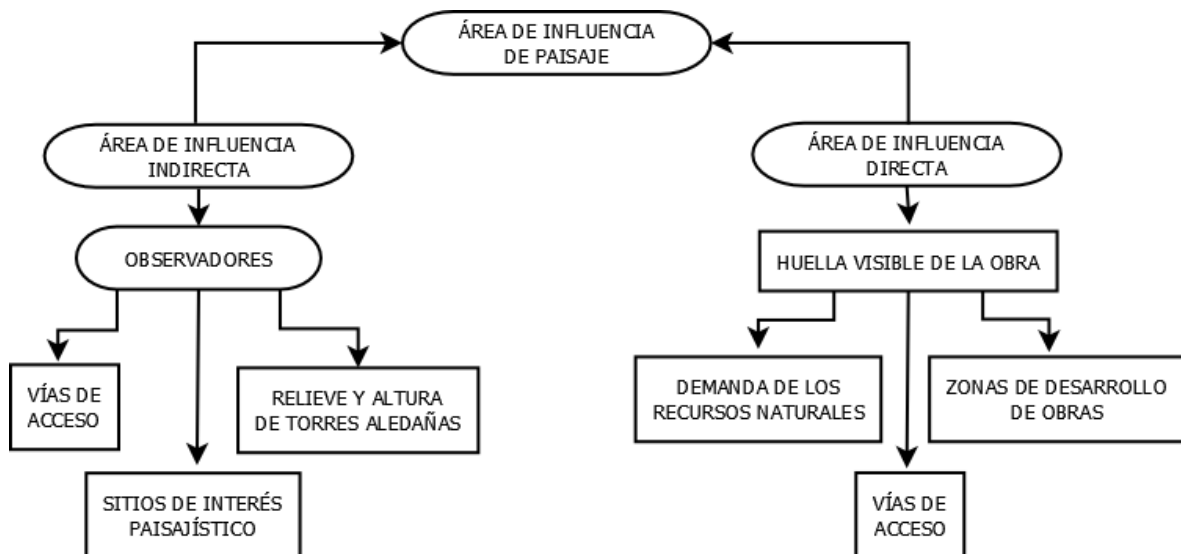 ÁREA DE INFLUENCIA
DE PAISAJE
ÁREA DE INFLUENCIA
INDIRECTA
ÁREA DE INFLUENCIA
DIRECTA
OBSERVADORES
HUELLA VISIBLE DE LA OBRA
VÍAS DE
ACCESO
RELIEVE Y ALTURA
DE TORRES ALEDAÑAS
DEMANDA DE LOS
RECURSOS NATURALES
ZONAS DE DESARROLLO
DE OBRAS
SITIOS DE INTERÉS
PAISAJÍSTICO
VÍAS DE
ACCESO